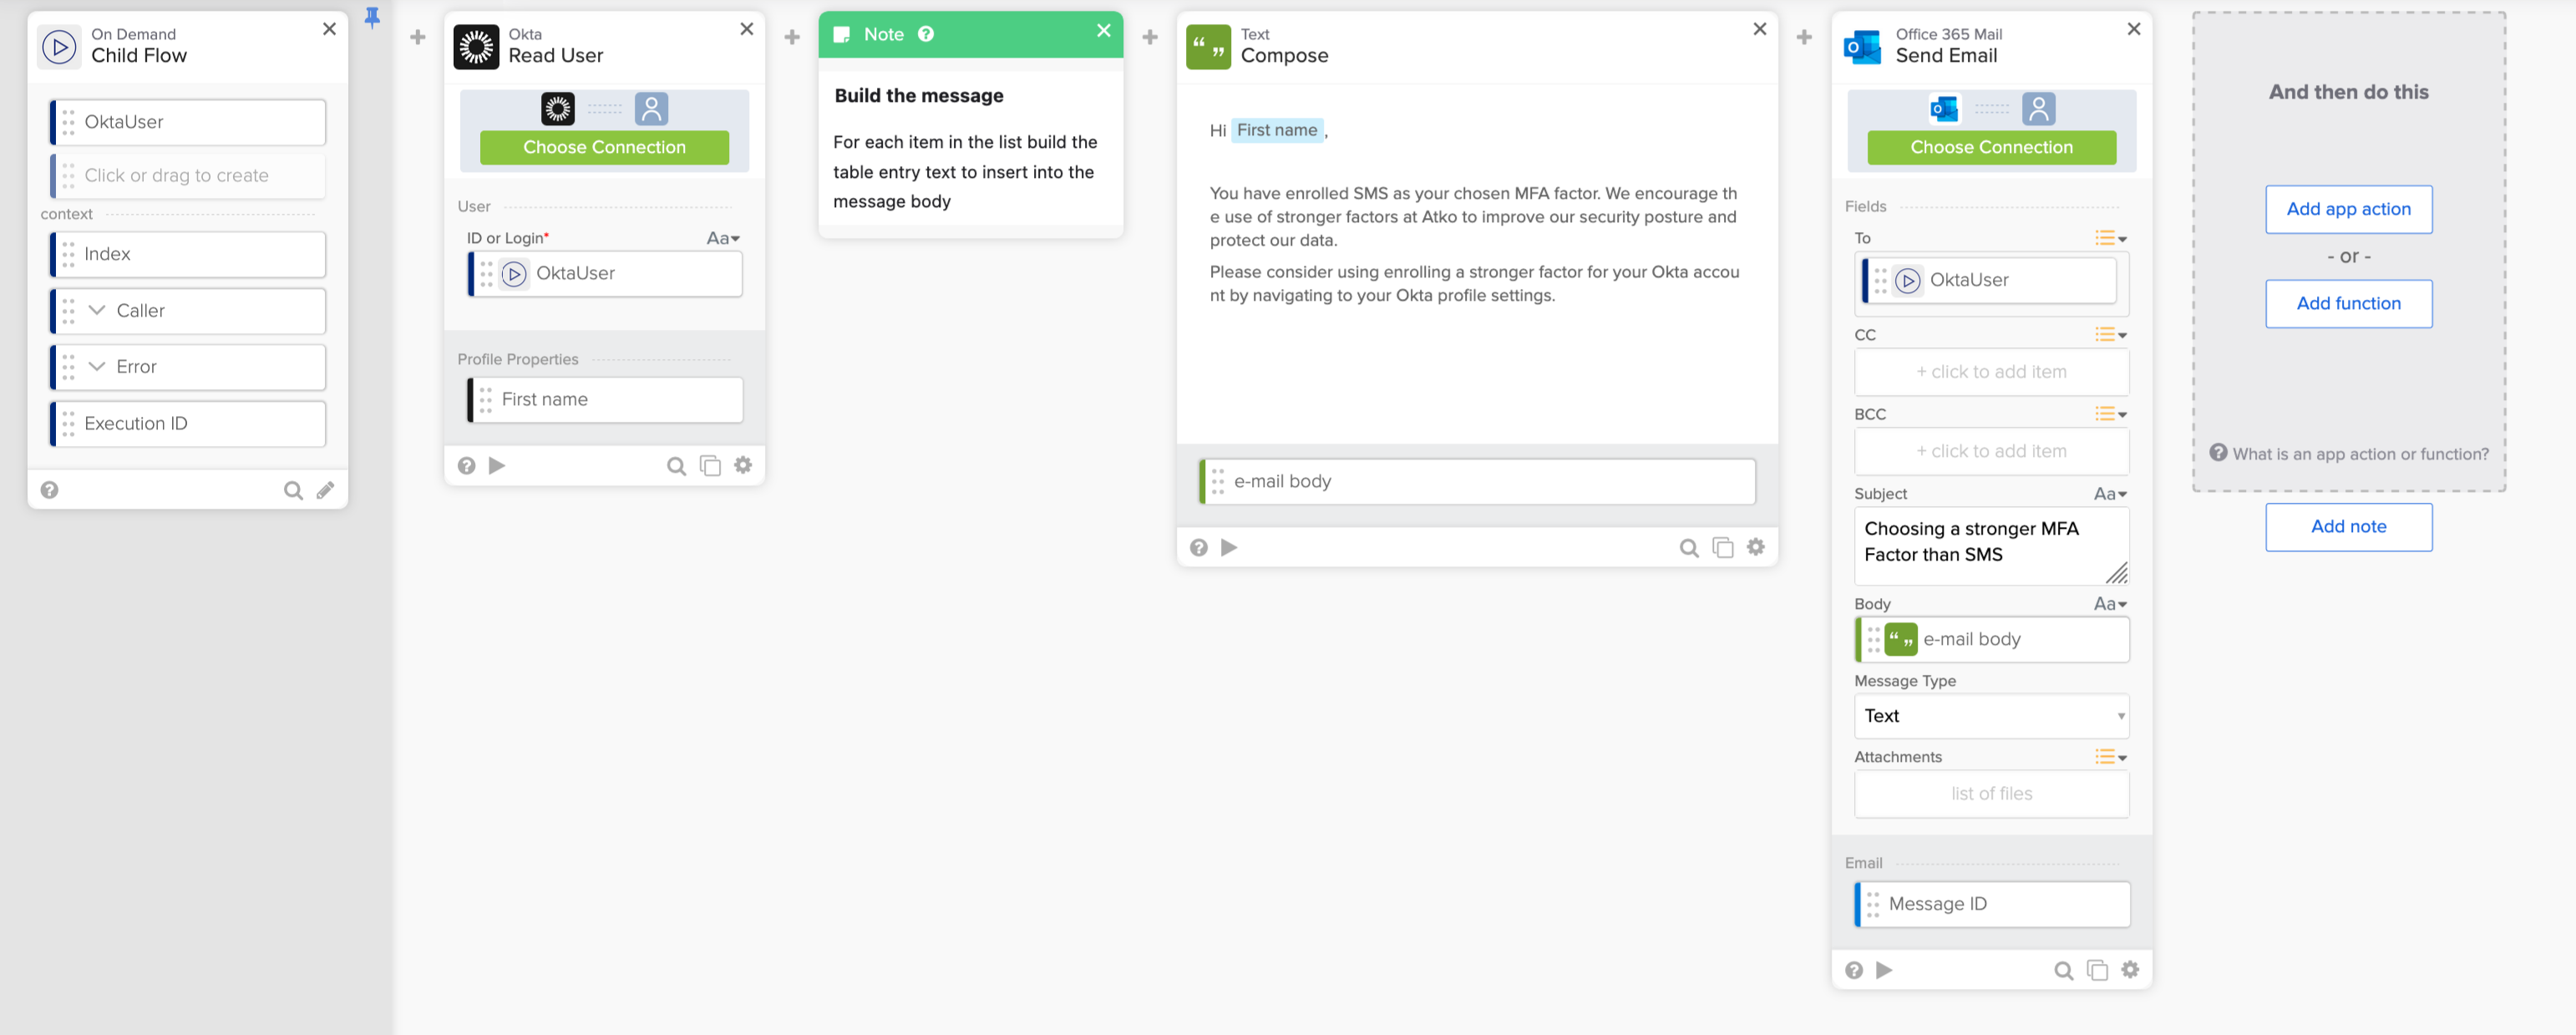 On Demand
Child Flow
OktaUser
Click or drag to create
context
Index
Caller
Error
Execution ID
Okta
Read User
Choose Connection
User
ID or Login*
Aa
OktaUser
Profile Properties
First name
Note
Build the message
For each item in the list build the
table entry text to insert into the
message body
Text
Compose
Hi First name ,
You have enrolled SMS as your chosen MFA factor. We encourage th
e use of stronger factors at Atko to improve our security posture and
protect our data.
Please consider using enrolling a stronger factor for your Okta accou
nt by navigating to your Okta profile settings.
e-mail body
Office 365 Mail
Send Email
Choose Connection
Fields
To
OktaUser
CC
+ click to add item
BCC
+ click to add item
Subject
Aa
Choosing a stronger MFA
Factor than SMS
Body
Aa
e-mail body
Message Type
Text
Attachments
list of files
Email
Message ID
And then do this
Add app action
- or -
Add function
What is an app action or function?
Add note